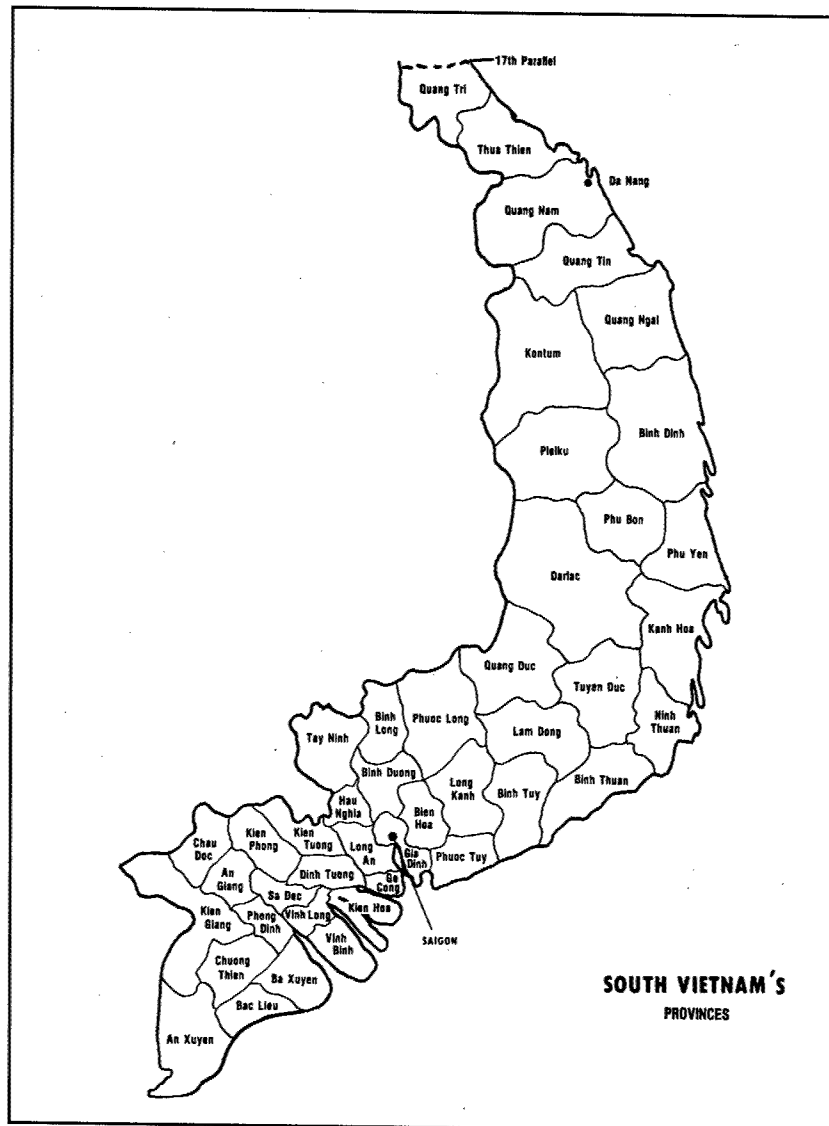 17th Parallel
Quang Tri
Thua Thien
Da Nang
Quang Nam
Quang Tin
Quang Ngai
Kontum
Binh Dinh
Pleiku
Phu Bon
Phu Yen
Darlac
Kanh Hoa
Quang Duc
Tuyen Duc
Ninh
Thuan
Binh
Long
Phuoc Long
Lam Dong
Tay Ninh
Binh Duong
Long
Kanh
Binh Tuy
Binh Thuan
Hau
Nghia
Bien
Hoa
Chau
Doc
Kien
Phong
Kien
Tuong
Long
An
Gia
Dinh
Phuoc Tuy
An
Giang
Dinh Tuong
Go
Cong
Sa Dec
Kien Hoa
Kien
Giang
Phong
Dinh
Vinh Long
Vinh
Binh
SAIGON
Chuong
Thien
Ba Xuyen
Bac Lieu
An Xuyen
SOUTH VIETNAM'S
PROVINCES